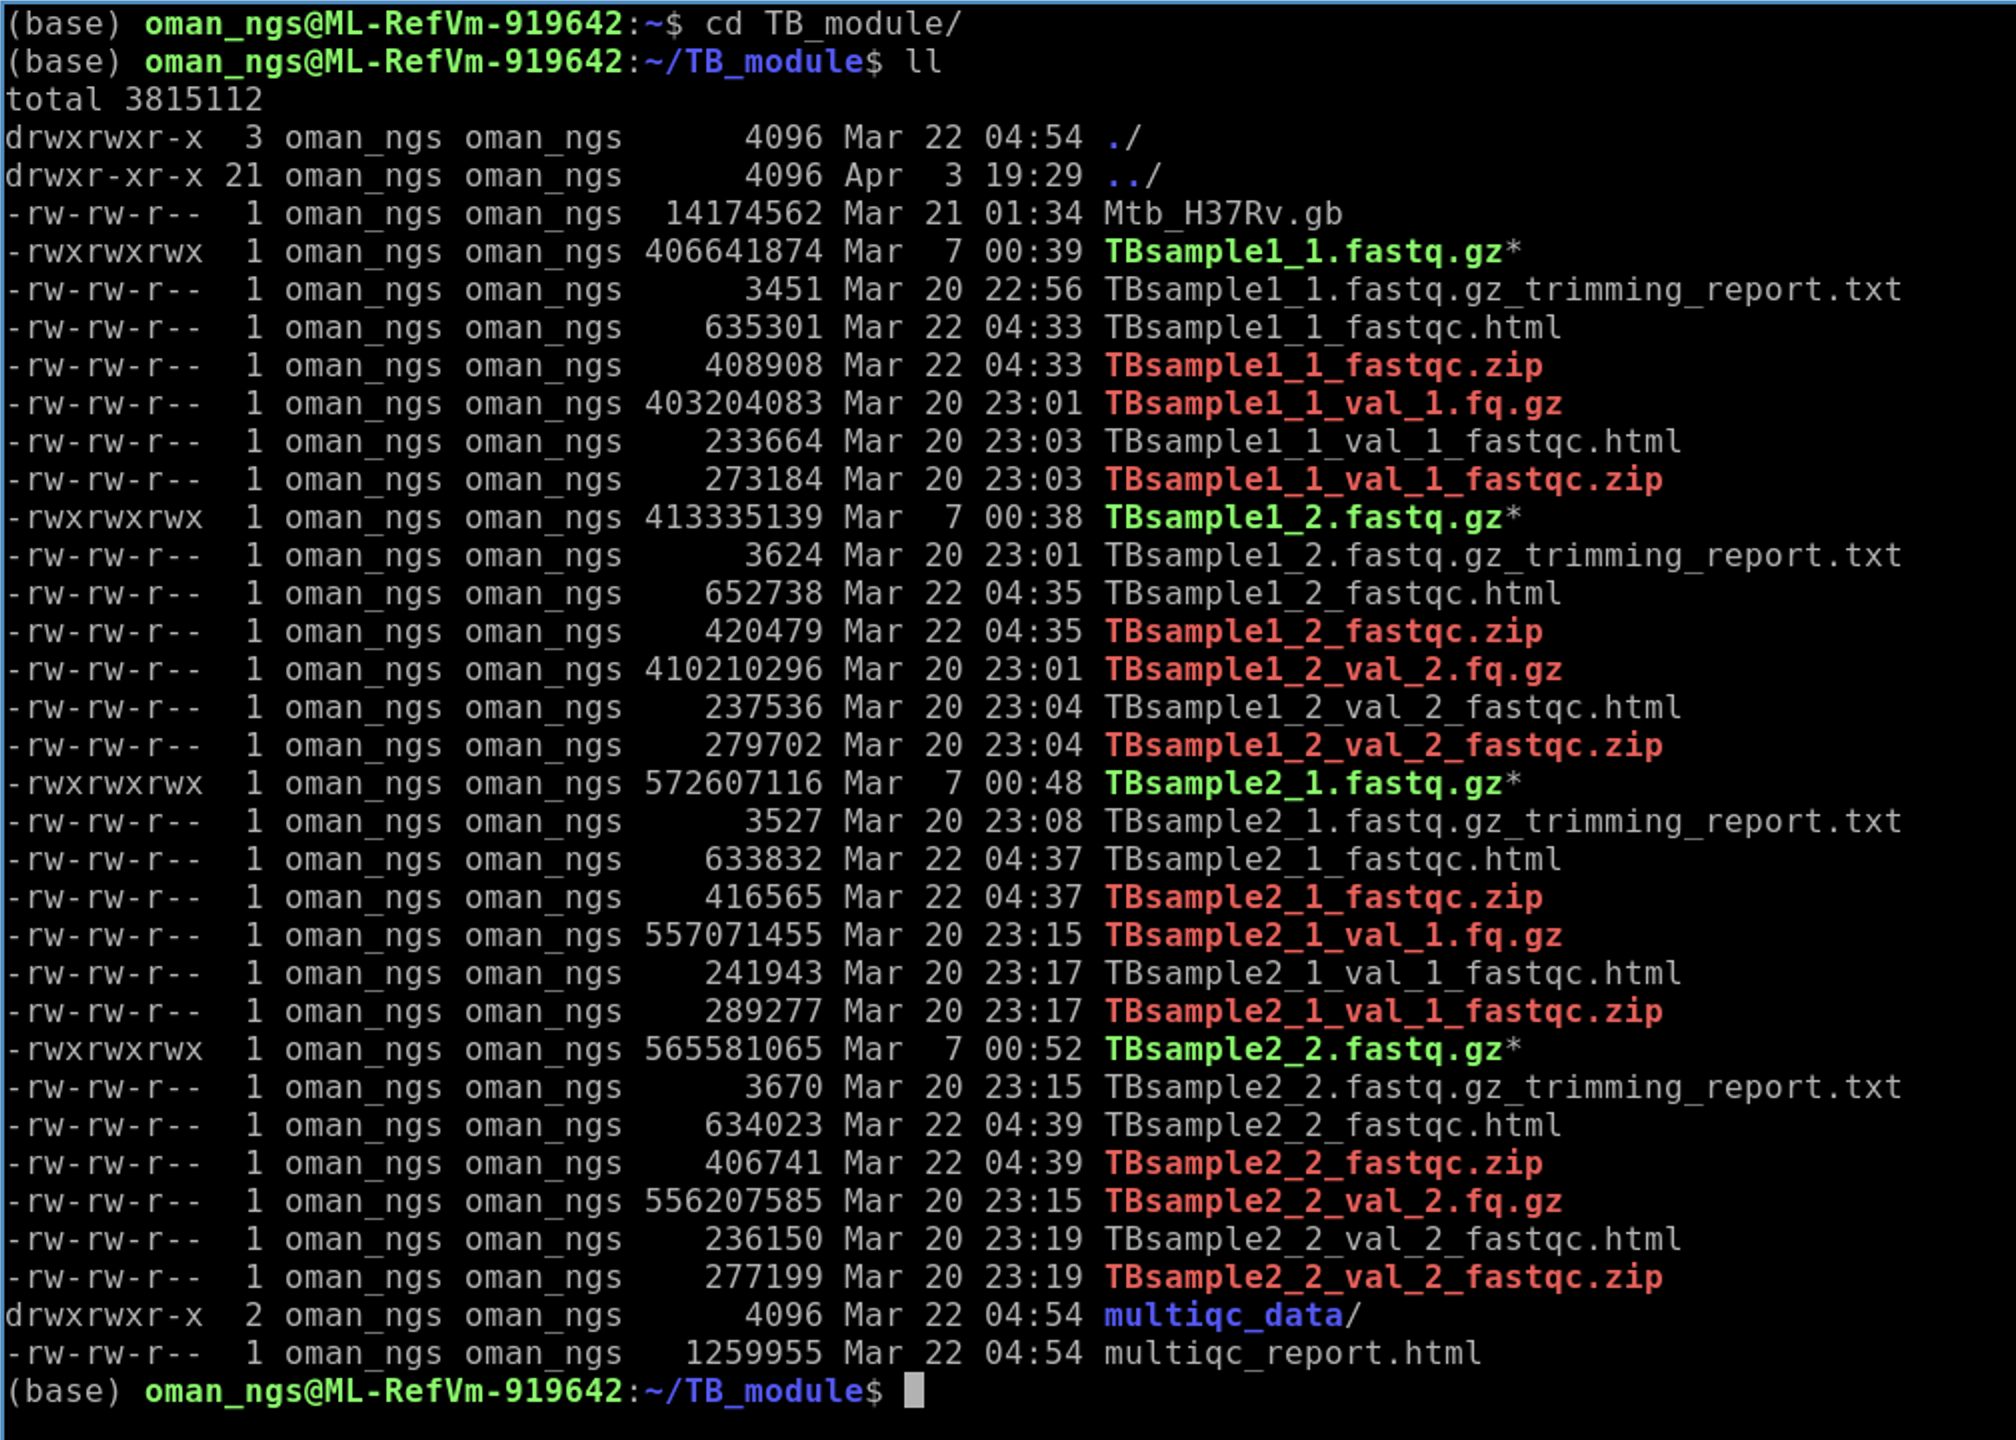 (base) oman_ngs@ML-RefVm-919642:~$ cd TB_module/
(base) oman_ngs@ML-RefVm-919642:~/TB_module$ ll
total 3815112
drwxrwxr-x  3 oman_ngs oman_ngs      4096 Mar 22 04:54 ./
drwxr-xr-x 21 oman_ngs oman_ngs      4096 Apr  3 19:29 ../
-rw-rw-r--  1 oman_ngs oman_ngs  14174562 Mar 21 01:34 Mtb_H37Rv.gb
-rwxrwxrwx  1 oman_ngs oman_ngs 406641874 Mar  7 00:39 TBsample1_1.fastq.gz*
-rw-rw-r--  1 oman_ngs oman_ngs      3451 Mar 20 22:56 TBsample1_1.fastq.gz_trimming_report.txt
-rw-rw-r--  1 oman_ngs oman_ngs    635301 Mar 22 04:33 TBsample1_1_fastqc.html
-rw-rw-r--  1 oman_ngs oman_ngs    408908 Mar 22 04:33 TBsample1_1_fastqc.zip
-rw-rw-r--  1 oman_ngs oman_ngs 403204083 Mar 20 23:01 TBsample1_1_val_1.fq.gz
-rw-rw-r--  1 oman_ngs oman_ngs    233664 Mar 20 23:03 TBsample1_1_val_1_fastqc.html
-rw-rw-r--  1 oman_ngs oman_ngs    273184 Mar 20 23:03 TBsample1_1_val_1_fastqc.zip
-rwxrwxrwx  1 oman_ngs oman_ngs 413335139 Mar  7 00:38 TBsample1_2.fastq.gz*
-rw-rw-r--  1 oman_ngs oman_ngs      3624 Mar 20 23:01 TBsample1_2.fastq.gz_trimming_report.txt
-rw-rw-r--  1 oman_ngs oman_ngs    652738 Mar 22 04:35 TBsample1_2_fastqc.html
-rw-rw-r--  1 oman_ngs oman_ngs    420479 Mar 22 04:35 TBsample1_2_fastqc.zip
-rw-rw-r--  1 oman_ngs oman_ngs 410210296 Mar 20 23:01 TBsample1_2_val_2.fq.gz
-rw-rw-r--  1 oman_ngs oman_ngs    237536 Mar 20 23:04 TBsample1_2_val_2_fastqc.html
-rw-rw-r--  1 oman_ngs oman_ngs    279702 Mar 20 23:04 TBsample1_2_val_2_fastqc.zip
-rwxrwxrwx  1 oman_ngs oman_ngs 572607116 Mar  7 00:48 TBsample2_1.fastq.gz*
-rw-rw-r--  1 oman_ngs oman_ngs      3527 Mar 20 23:08 TBsample2_1.fastq.gz_trimming_report.txt
-rw-rw-r--  1 oman_ngs oman_ngs    633832 Mar 22 04:37 TBsample2_1_fastqc.html
-rw-rw-r--  1 oman_ngs oman_ngs    416565 Mar 22 04:37 TBsample2_1_fastqc.zip
-rw-rw-r--  1 oman_ngs oman_ngs 557071455 Mar 20 23:15 TBsample2_1_val_1.fq.gz
-rw-rw-r--  1 oman_ngs oman_ngs    241943 Mar 20 23:17 TBsample2_1_val_1_fastqc.html
-rw-rw-r--  1 oman_ngs oman_ngs    289277 Mar 20 23:17 TBsample2_1_val_1_fastqc.zip
-rwxrwxrwx  1 oman_ngs oman_ngs 565581065 Mar  7 00:52 TBsample2_2.fastq.gz*
-rw-rw-r--  1 oman_ngs oman_ngs      3670 Mar 20 23:15 TBsample2_2.fastq.gz_trimming_report.txt
-rw-rw-r--  1 oman_ngs oman_ngs    634023 Mar 22 04:39 TBsample2_2_fastqc.html
-rw-rw-r--  1 oman_ngs oman_ngs    406741 Mar 22 04:39 TBsample2_2_fastqc.zip
-rw-rw-r--  1 oman_ngs oman_ngs 556207585 Mar 20 23:15 TBsample2_2_val_2.fq.gz
-rw-rw-r--  1 oman_ngs oman_ngs    236150 Mar 20 23:19 TBsample2_2_val_2_fastqc.html
-rw-rw-r--  1 oman_ngs oman_ngs    277199 Mar 20 23:19 TBsample2_2_val_2_fastqc.zip
drwxrwxr-x  2 oman_ngs oman_ngs      4096 Mar 22 04:54 multiqc_data/
-rw-rw-r--  1 oman_ngs oman_ngs   1259955 Mar 22 04:54 multiqc_report.html
(base) oman_ngs@ML-RefVm-919642:~/TB_module$